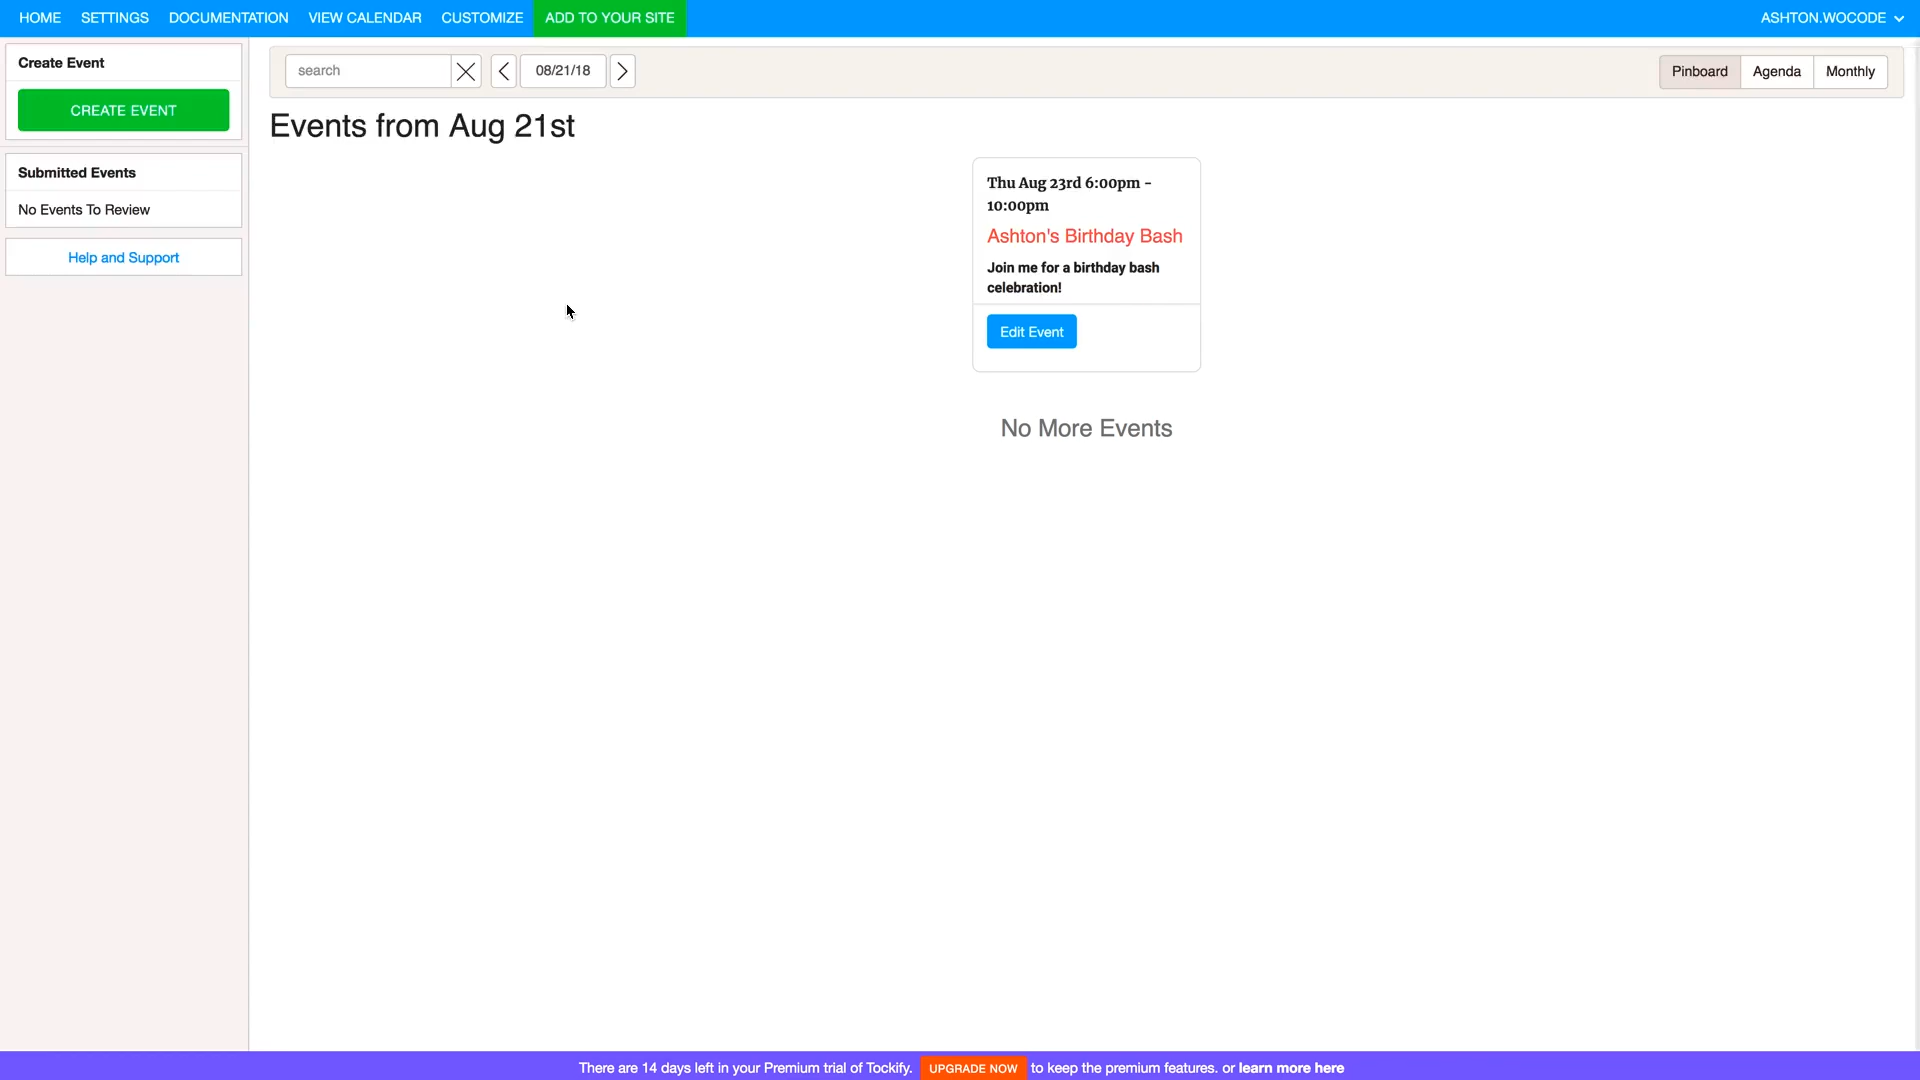 HOME SETTINGS DOCUMENTATION VIEW CALENDAR CUSTOMIZE ADD TO YOUR SITE ASHTON.WOCODE
Create Event
CREATE EVENT
Submitted Events
No Events To Review
Help and Support
search 08/21/18 Pinboard Agenda Monthly
Events from Aug 21st
Thu Aug 23rd 6:00pm -
10:00pm
Ashton's Birthday Bash
Join me for a birthday bash
celebration!
Edit Event
No More Events
There are 14 days left in your Premium trial of Tockify. UPGRADE NOW to keep the premium features. or learn more here